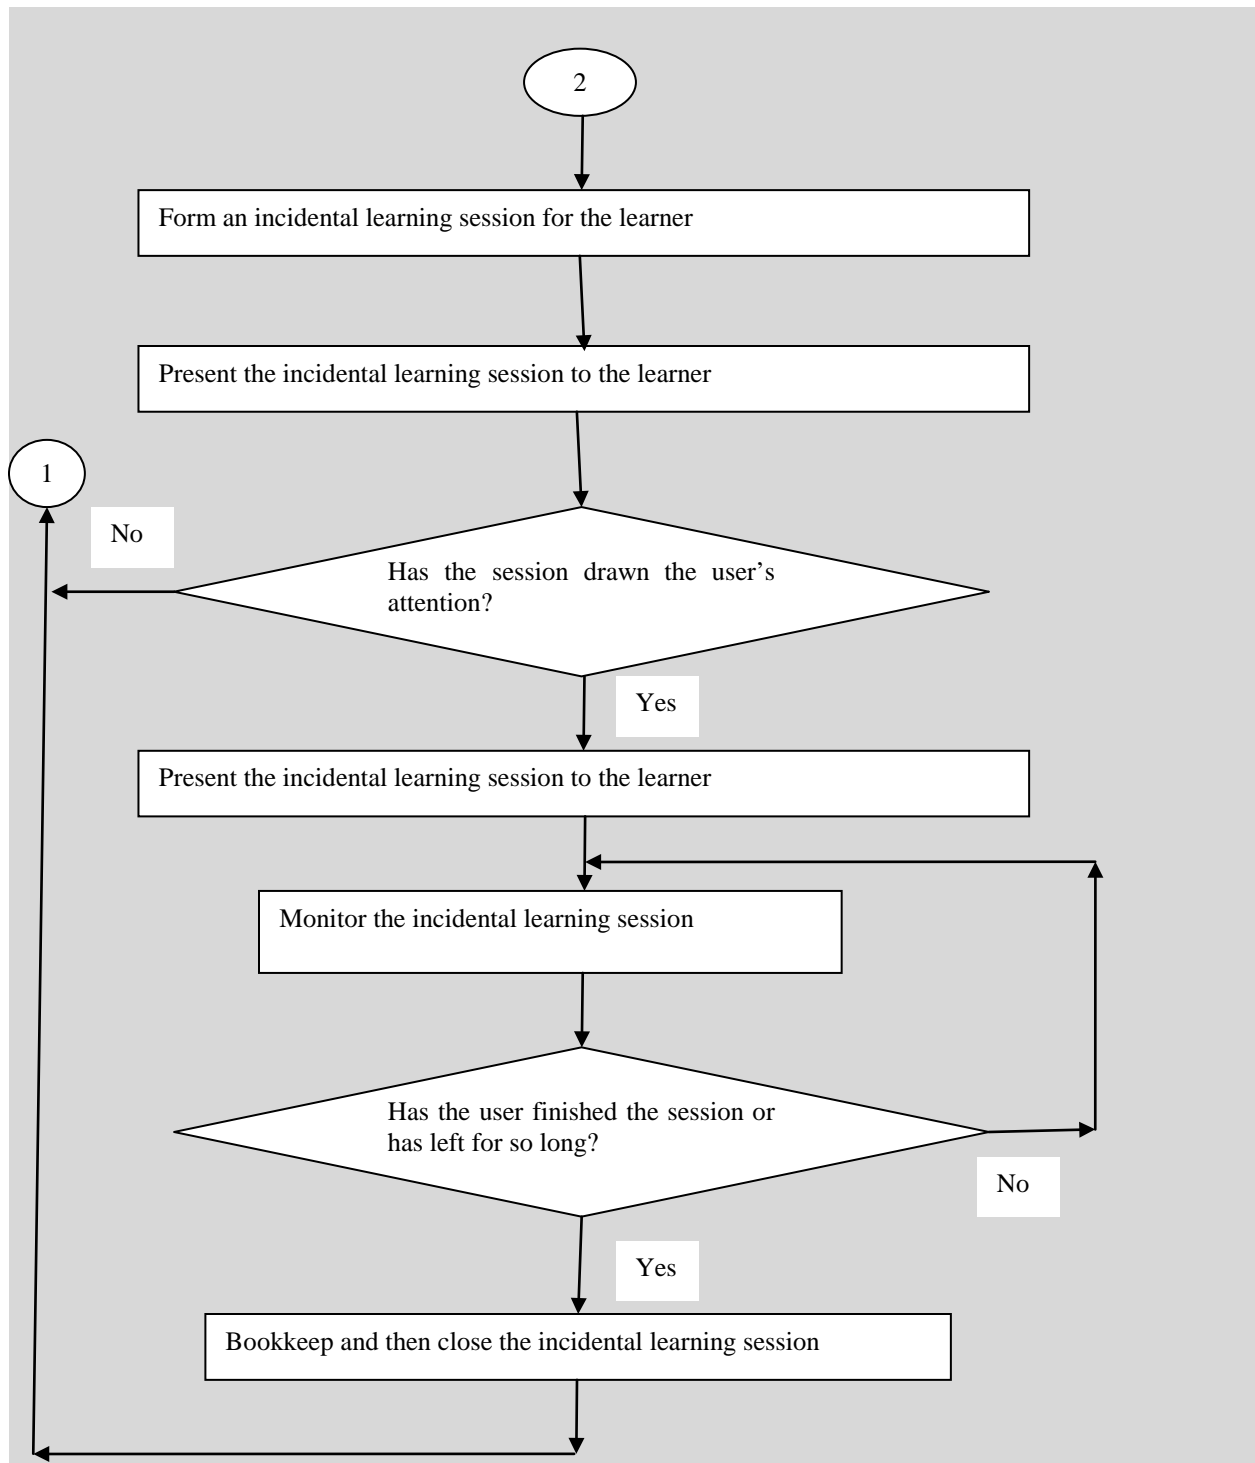 2
Form an incidental learning session for the learner
Present the incidental learning session to the learner
1
No
Has the session drawn the user's
attention?
Yes
Present the incidental learning session to the learner
Monitor the incidental learning session
Has the user finished the session or
has left for so long?
No
Yes
Bookkeep and then close the incidental learning session